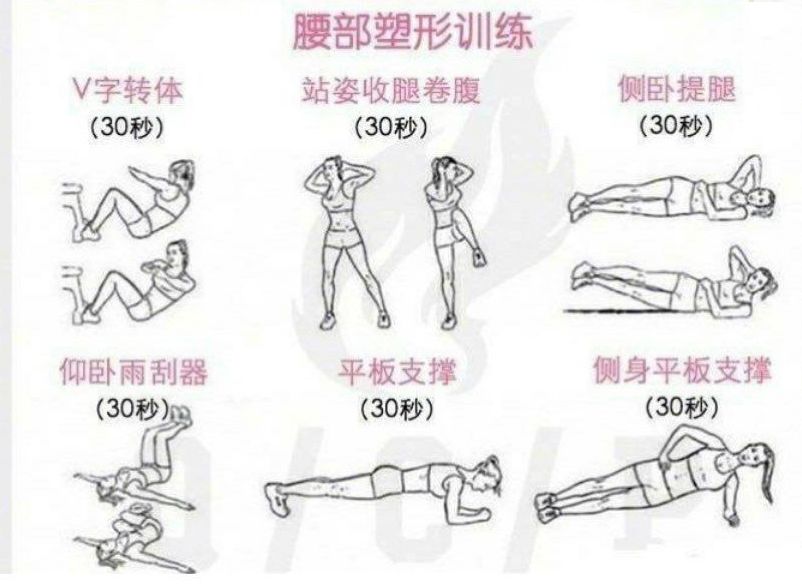 腰部塑形训练
V字转体
(30秒)
站姿收腿卷腹
(30秒)
侧卧提腿
(30秒)
仰卧雨刮器
(30秒)
平板支撑
(30秒)
侧身平板支撑
(30秒)
Q/C/P